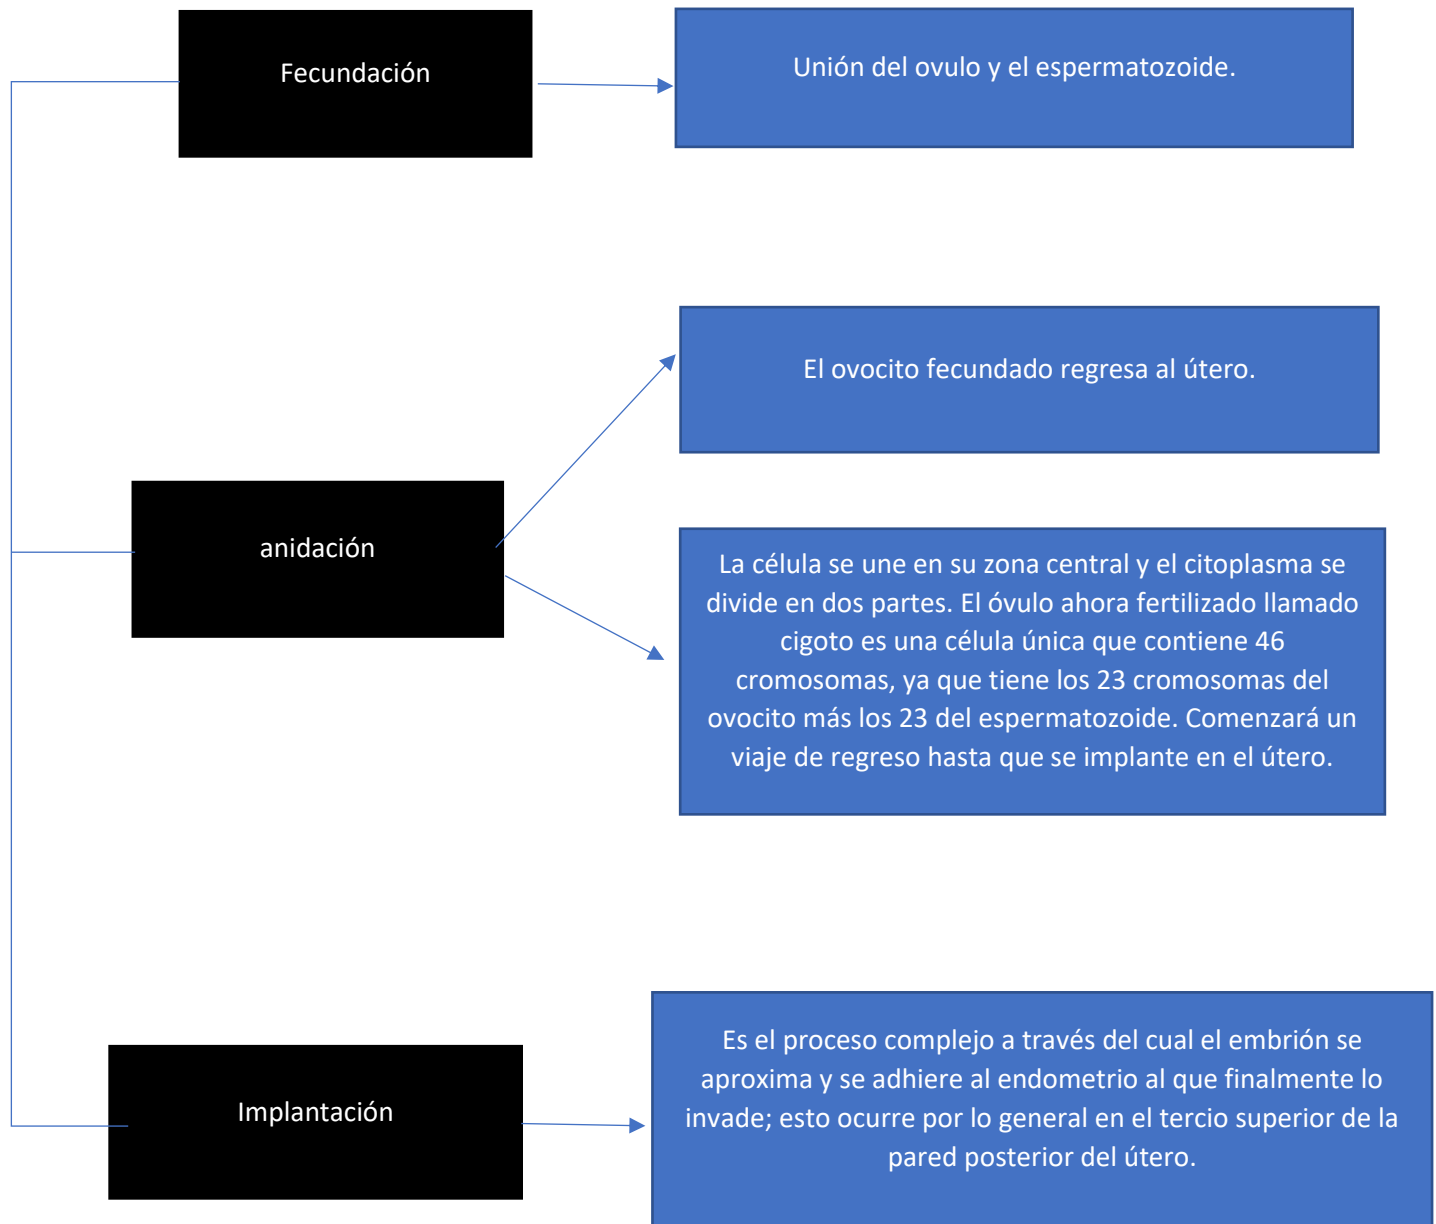 Fecundación
Unión del ovulo y el espermatozoide.
El ovocito fecundado regresa al útero.
anidación
La célula se une en su zona central y el citoplasma se
divide en dos partes. El óvulo ahora fertilizado llamado
cigoto es una célula única que contiene 46
cromosomas, ya que tiene los 23 cromosomas del
ovocito más los 23 del espermatozoide. Comenzará un
viaje de regreso hasta que se implante en el útero.
Implantación
Es el proceso complejo a través del cual el embrión se
aproxima y se adhiere al endometrio al que finalmente lo
invade; esto ocurre por lo general en el tercio superior de la
pared posterior del útero.